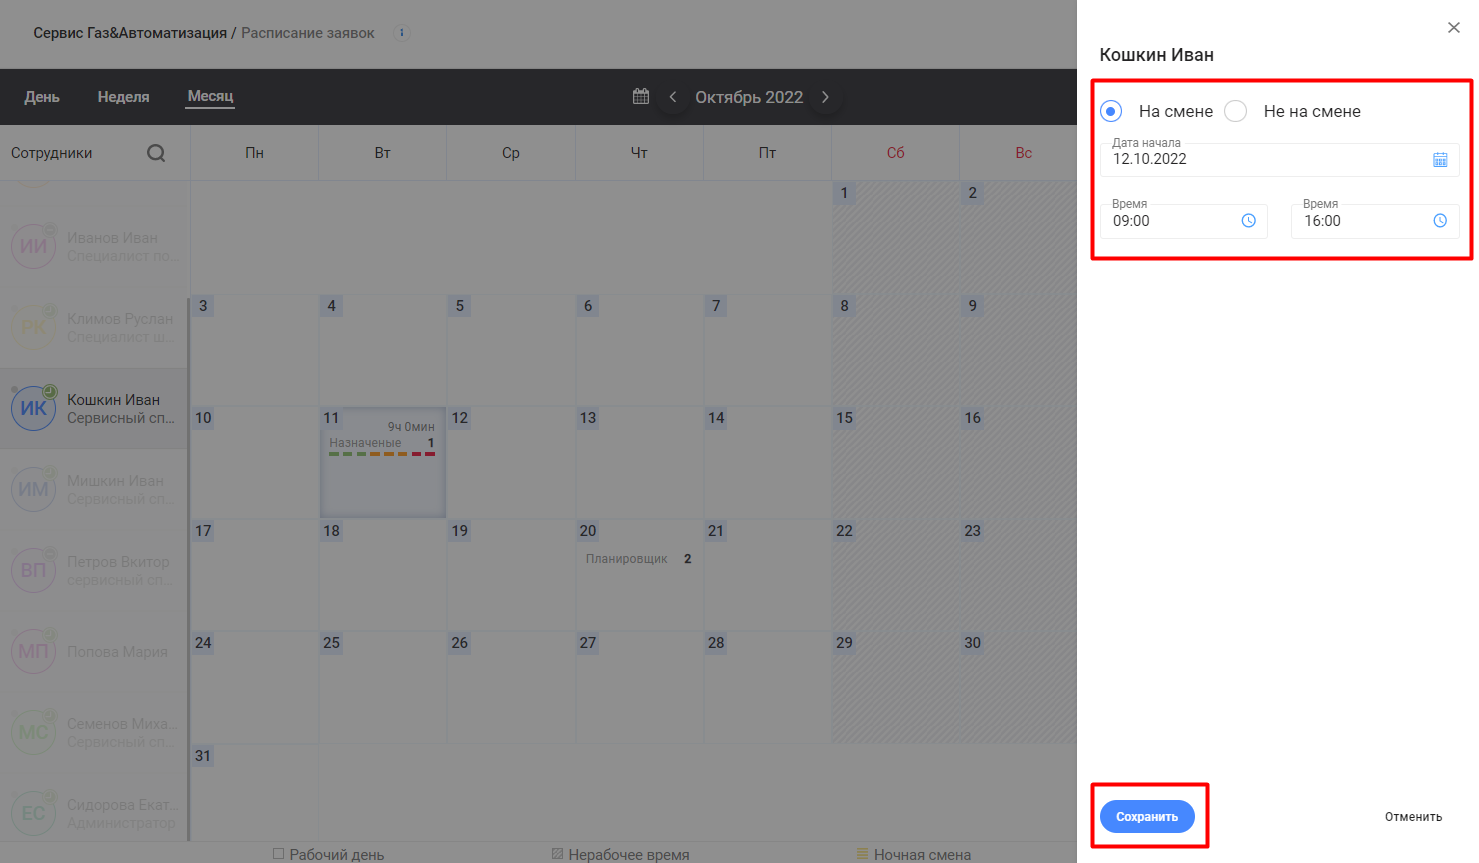 Сервис Газ&Автоматизация / Расписание заявок i
День Неделя Месяц Октябрь 2022
Сотрудники Пн Вт Ср Чт Пт Сб Вс
1 2
ИИ Иванов Иван
Специалист по...
3 4 5 6 7 8 9
РК Климов Руслан
Специалист ш...
ИК Кошкин Иван
Сервисный сп...
10 11 12 13 14 15 16
9ч 0мин
Назначеные 1
ИМ Мишкин Иван
Сервисный сп...
17 18 19 20 21 22 23
Планировщик 2
ВП Петров Вкитор
сервисный сп...
24 25 26 27 28 29 30
МП Попова Мария
МС Семенов Миха...
Сервисный сп...
31
ЕС Сидорова Екат...
Администратор
Рабочий день Нерабочее время Ночная смена
Кошкин Иван
На смене Не на смене
Дата начала
12.10.2022
Время Время
09:00 16:00
Сохранить Отменить